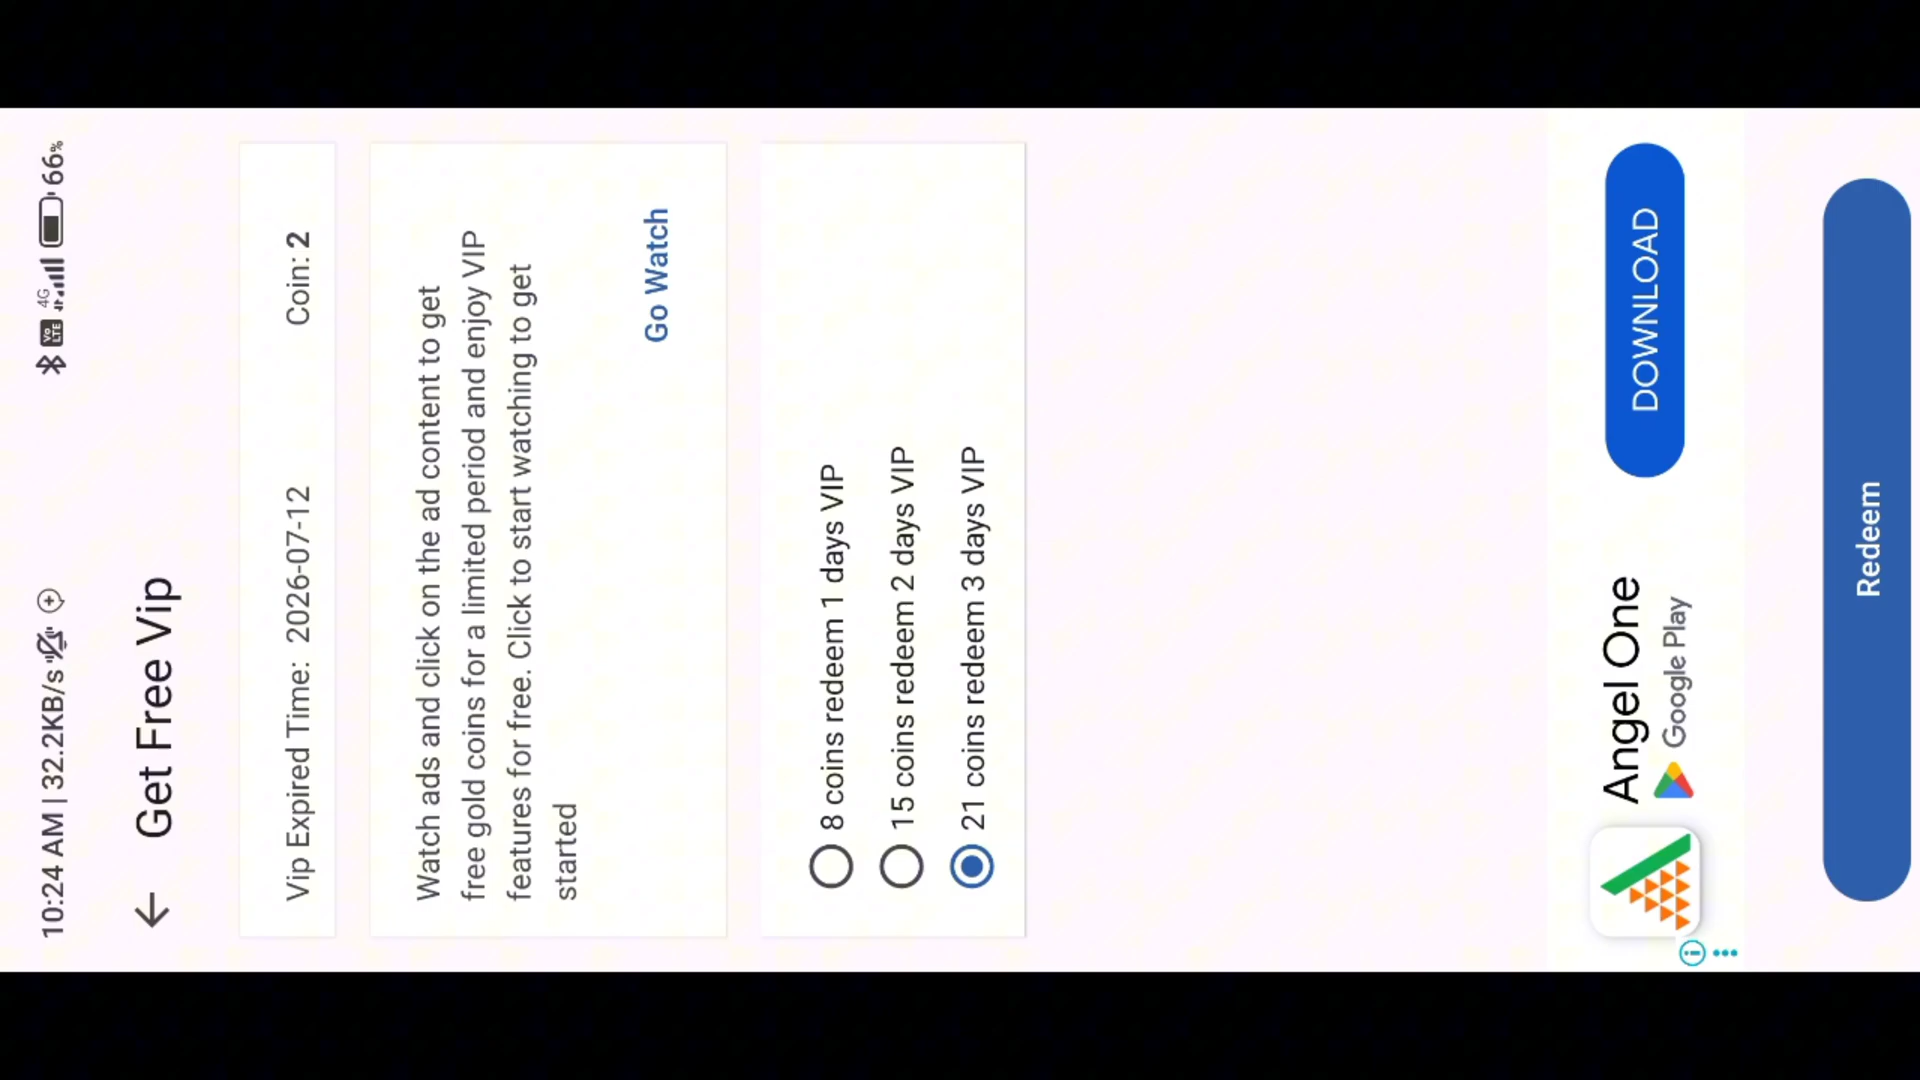 10:24 AM | 32.2KB/s
4G
Vo LTE
66%
Get Free Vip
Vip Expired Time: 2026-07-12
Coin: 2
Watch ads and click on the ad content to get
free gold coins for a limited period and enjoy VIP
features for free. Click to start watching to get
started
Go Watch
8 coins redeem 1 days VIP
15 coins redeem 2 days VIP
21 coins redeem 3 days VIP
Angel One
Google Play
DOWNLOAD
Redeem